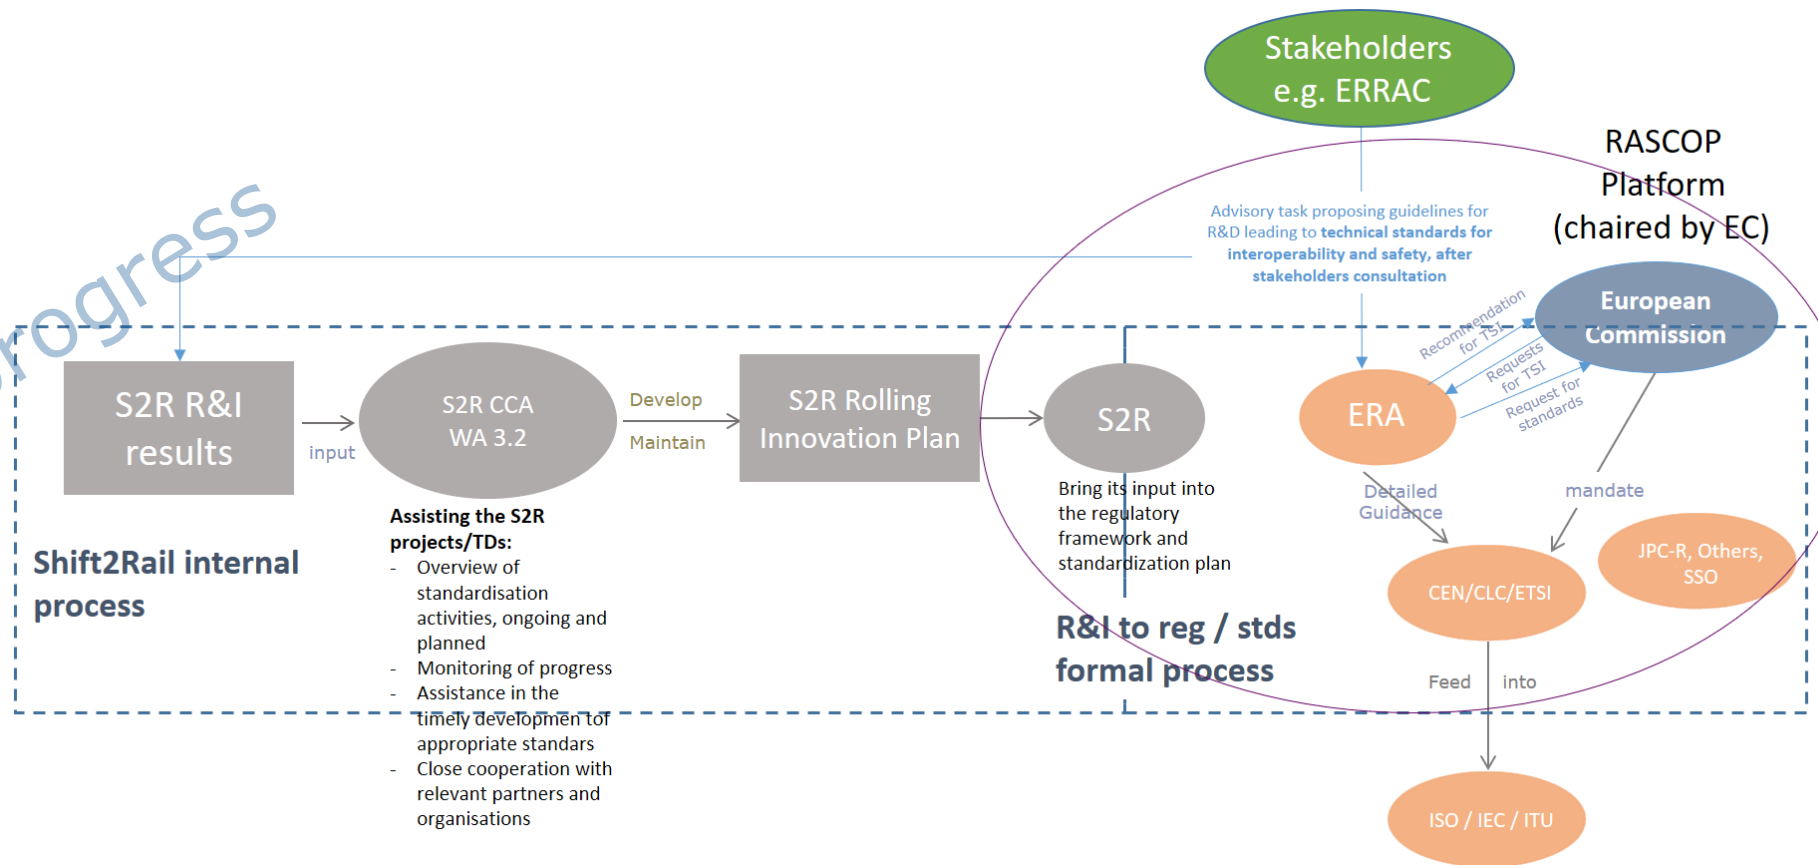 Stakeholders
e.g. ERRAC
RASCOP
Platform
(chaired by EC)
progress
Advisory task proposing guidelines for
R&D leading to technical standards for
interoperability and safety, after
stakeholders consultation
European
Commission
Recommendation
for TSI
Requests
for TSI
Request for
standards
S2R R&I
results
input
S2R CCA
WA 3.2
Develop
Maintain
S2R Rolling
Innovation Plan
S2R
ERA
Bring its input into
the regulatory
framework and
standardization plan
Detailed
Guidance
mandate
Assisting the S2R
projects/TDs:
- Overview of
standardisation
activities, ongoing and
planned
- Monitoring of progress
- Assistance in the
timely developmen tof
appropriate standars
- Close cooperation with
relevant partners and
organisations
Shift2Rail internal
process
JPC-R, Others,
SSO
CEN/CLC/ETSI
R&I to reg / stds
formal process
Feed into
ISO / IEC / ITU